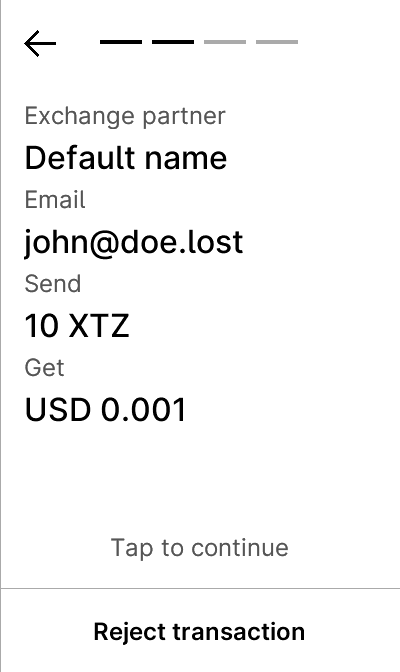 Exchange partner
Default name
Email
john@doe.lost
Send
10 XTZ
Get
USD 0.001
Tap to continue
Reject transaction